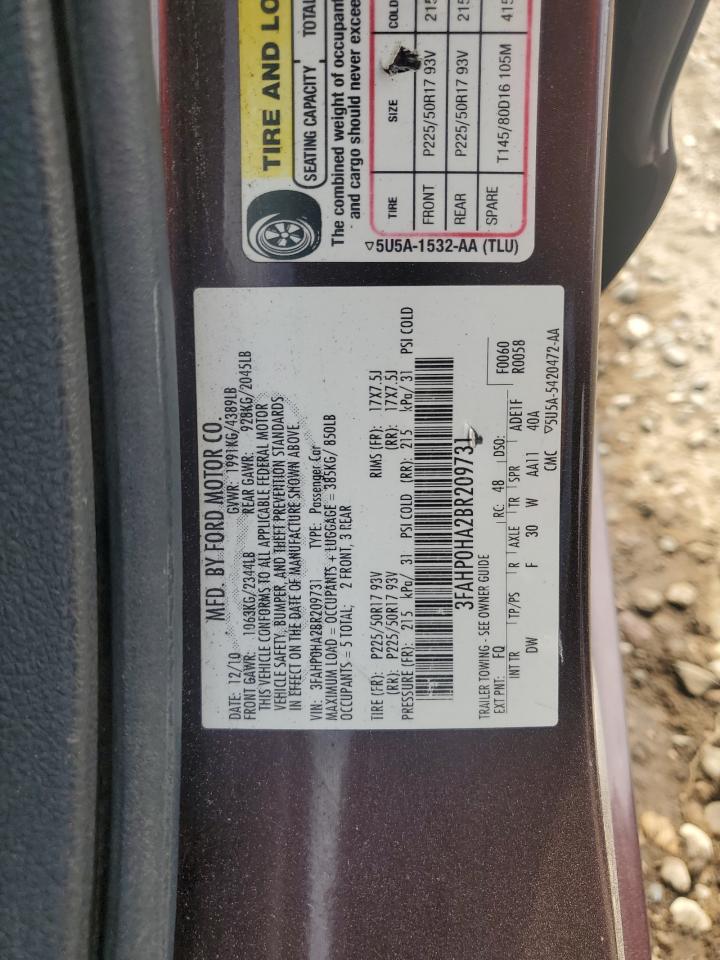 TIRE AND LO
SEATING CAPACITY TOTAL
The combined weight of occupant
and cargo should never excee
TIRE SIZE COLD
FRONT P225/50R17 93V 215
REAR P225/50R17 93V 215
SPARE T145/80D16 105M 415
▽5U5A-1532-AA (TLU)
MFD. BY FORD MOTOR CO.
DATE: 12/10 GVWR: 1991KG/4389LB
FRONT GAWR: 1063KG/2344LB REAR GAWR: 928KG/2045LB
THIS VEHICLE CONFORMS TO ALL APPLICABLE FEDERAL MOTOR
VEHICLE SAFETY, BUMPER, AND THEFT PREVENTION STANDARDS
IN EFFECT ON THE DATE OF MANUFACTURE SHOWN ABOVE.
VIN: 3FAHP0HA2BR209731 TYPE: Passenger Car
MAXIMUM LOAD = OCCUPANTS + LUGGAGE = 385KG/ 850LB
OCCUPANTS = 5 TOTAL; 2 FRONT, 3 REAR
TIRE (FR): P225/50R17 93V RIMS (FR): 17X7.5J
(RR): P225/50R17 93V (RR): 17X7.5J
PRESSURE (FR): 215 kPa/ 31 PSI COLD (RR): 215 kPa/ 31 PSI COLD
3FAHP0HA2BR209731
TRAILER TOWING - SEE OWNER GUIDE F0060
EXT PNT: FQ RC: 4B DSO: R0058
INT TR TP/PS R AXLE TR SPR ADE1F
DW F 30 W AA11 40A
CMC ▽5U5A-5420472-AA